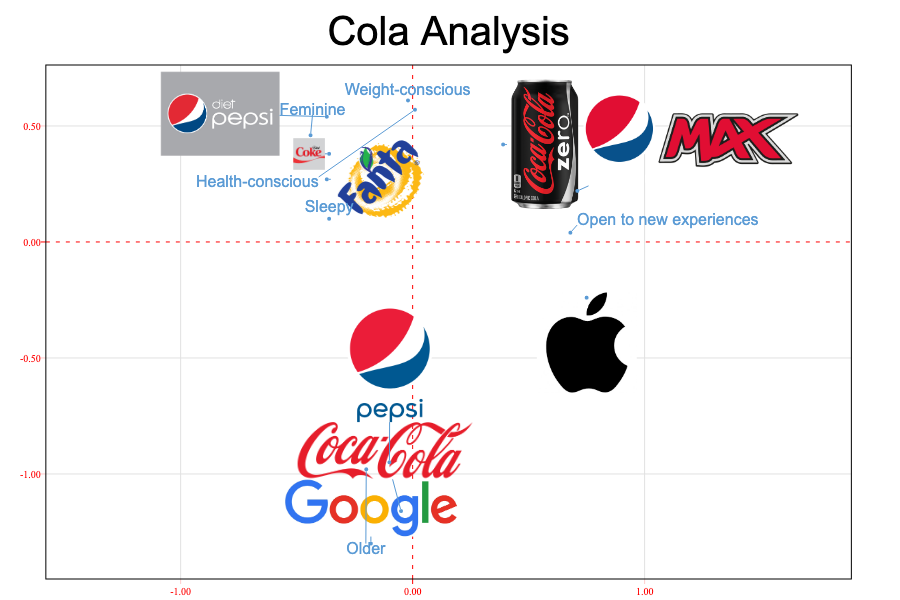 Cola Analysis
diet
pepsi
Feminine
Weight-conscious
Diet
Coke
Health-conscious
Sleepy
Fanta
Coca-Cola
zero
MAX
Open to new experiences
0.50
0.00
-0.50
-1.00
pepsi
Coca-Cola
Google
Older
-1.00
0.00
1.00